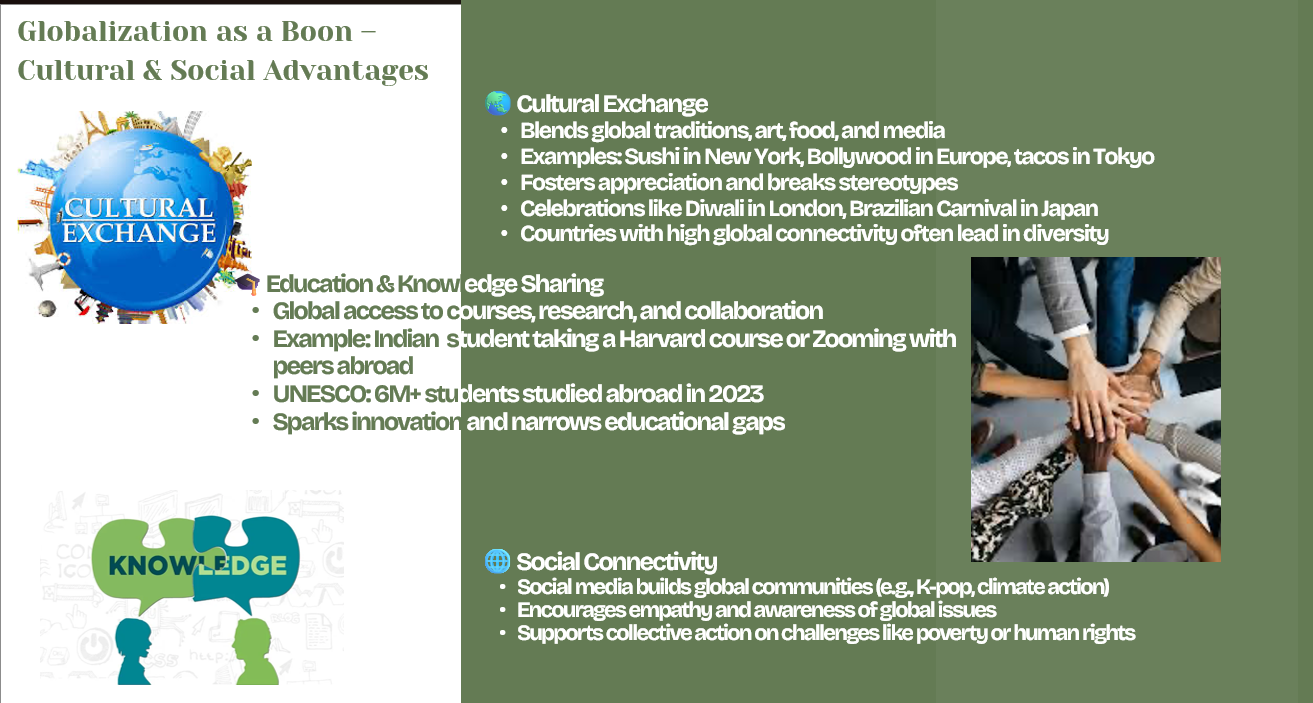 Globalization as a Boon –
Cultural & Social Advantages
CULTURAL
EXCHANGE
🌏 Cultural Exchange
• Blends global traditions, art, food, and media
• Examples: Sushi in New York, Bollywood in Europe, tacos in Tokyo
• Fosters appreciation and breaks stereotypes
• Celebrations like Diwali in London, Brazilian Carnival in Japan
• Countries with high global connectivity often lead in diversity
🎓 Education & Knowledge Sharing
• Global access to courses, research, and collaboration
• Example: Indian student taking a Harvard course or Zooming with
peers abroad
• UNESCO: 6M+ students studied abroad in 2023
• Sparks innovation and narrows educational gaps
KNOWLEDGE
http:
🌐 Social Connectivity
• Social media builds global communities (e.g., K-pop, climate action)
• Encourages empathy and awareness of global issues
• Supports collective action on challenges like poverty or human rights